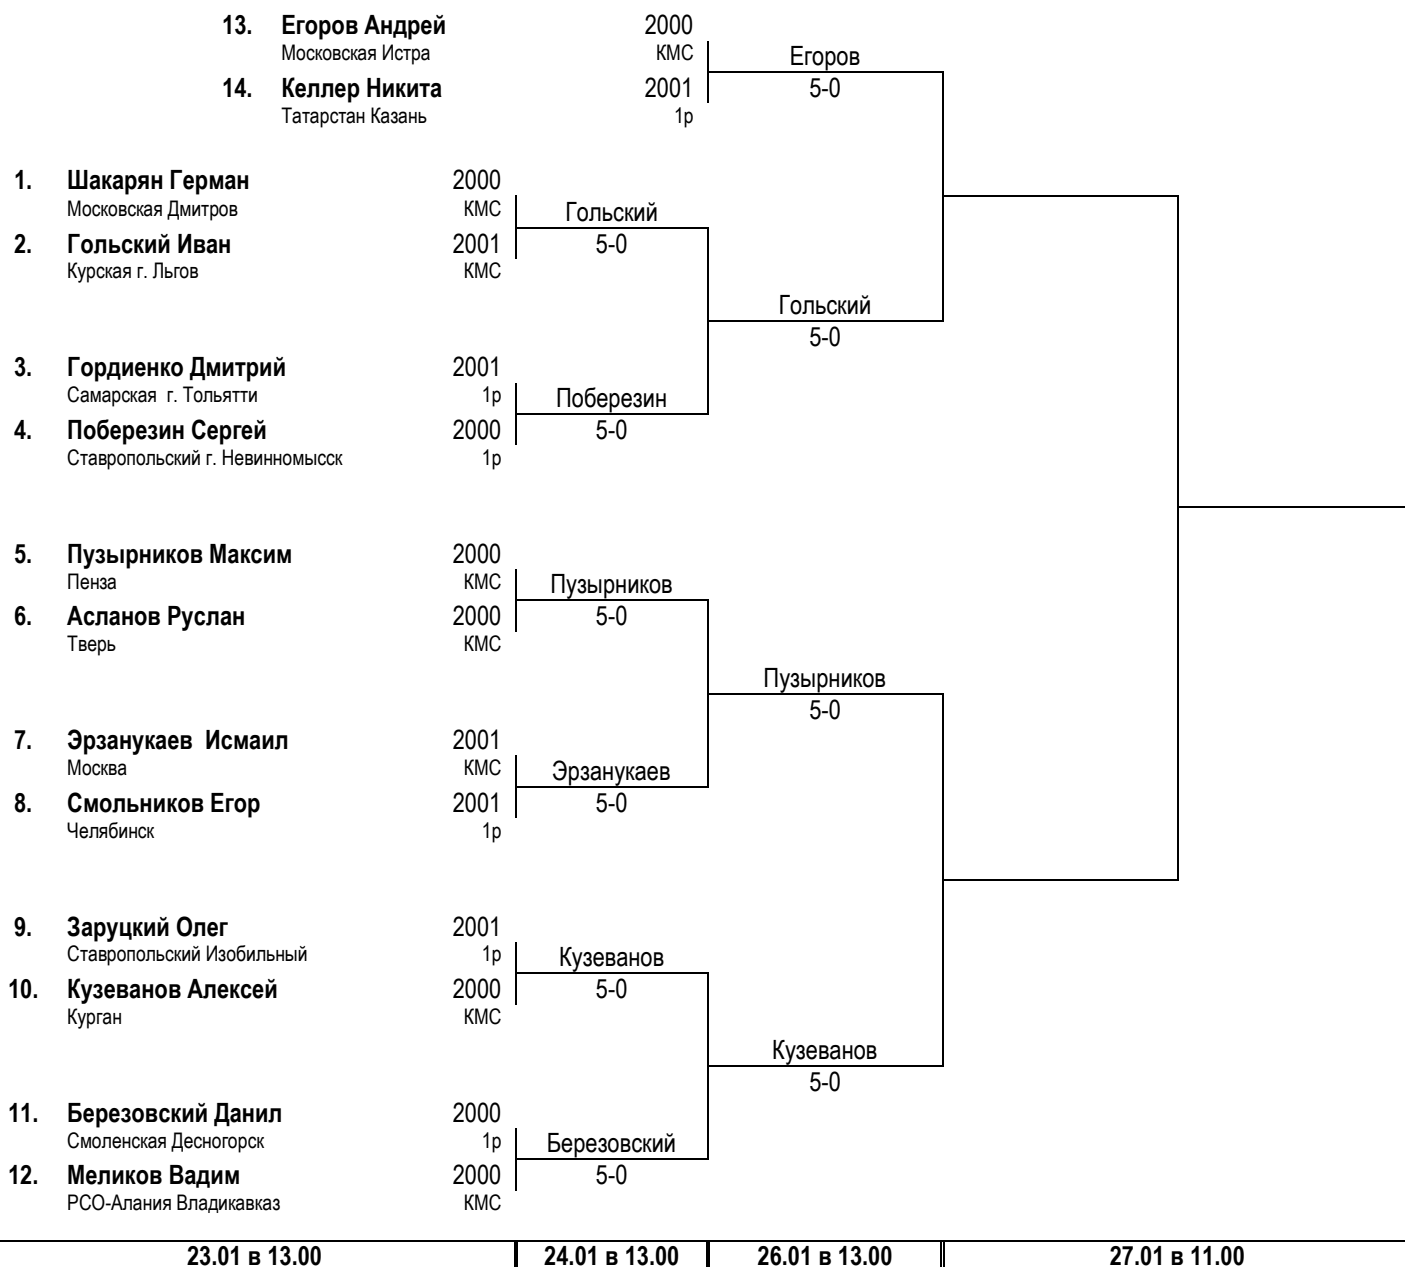 13. Егоров Андрей 2000
Московская Истра КМС
Егоров
14. Келлер Никита 2001
5-0
Татарстан Казань 1р
1. Шакарян Герман 2000
Московская Дмитров КМС
Гольский
2. Гольский Иван 2001
5-0
Курская г. Льгов КМС
Гольский
5-0
3. Гордиенко Дмитрий 2001
Самарская г. Тольятти 1р
Поберезин
4. Поберезин Сергей 2000
5-0
Ставропольский г. Невинномысск 1р
5. Пузырников Максим 2000
Пенза КМС
Пузырников
6. Асланов Руслан 2000
5-0
Тверь КМС
Пузырников
5-0
7. Эрзанукаев Исмаил 2001
Москва КМС
Эрзанукаев
8. Смольников Егор 2001
5-0
Челябинск 1р
9. Заруцкий Олег 2001
Ставропольский Изобильный 1р
Кузеванов
10. Кузеванов Алексей 2000
5-0
Курган КМС
Кузеванов
5-0
11. Березовский Данил 2000
Смоленская Десногорск 1р
Березовский
12. Меликов Вадим 2000
5-0
РСО-Алания Владикавказ КМС
23.01 в 13.00 24.01 в 13.00 26.01 в 13.00 27.01 в 11.00